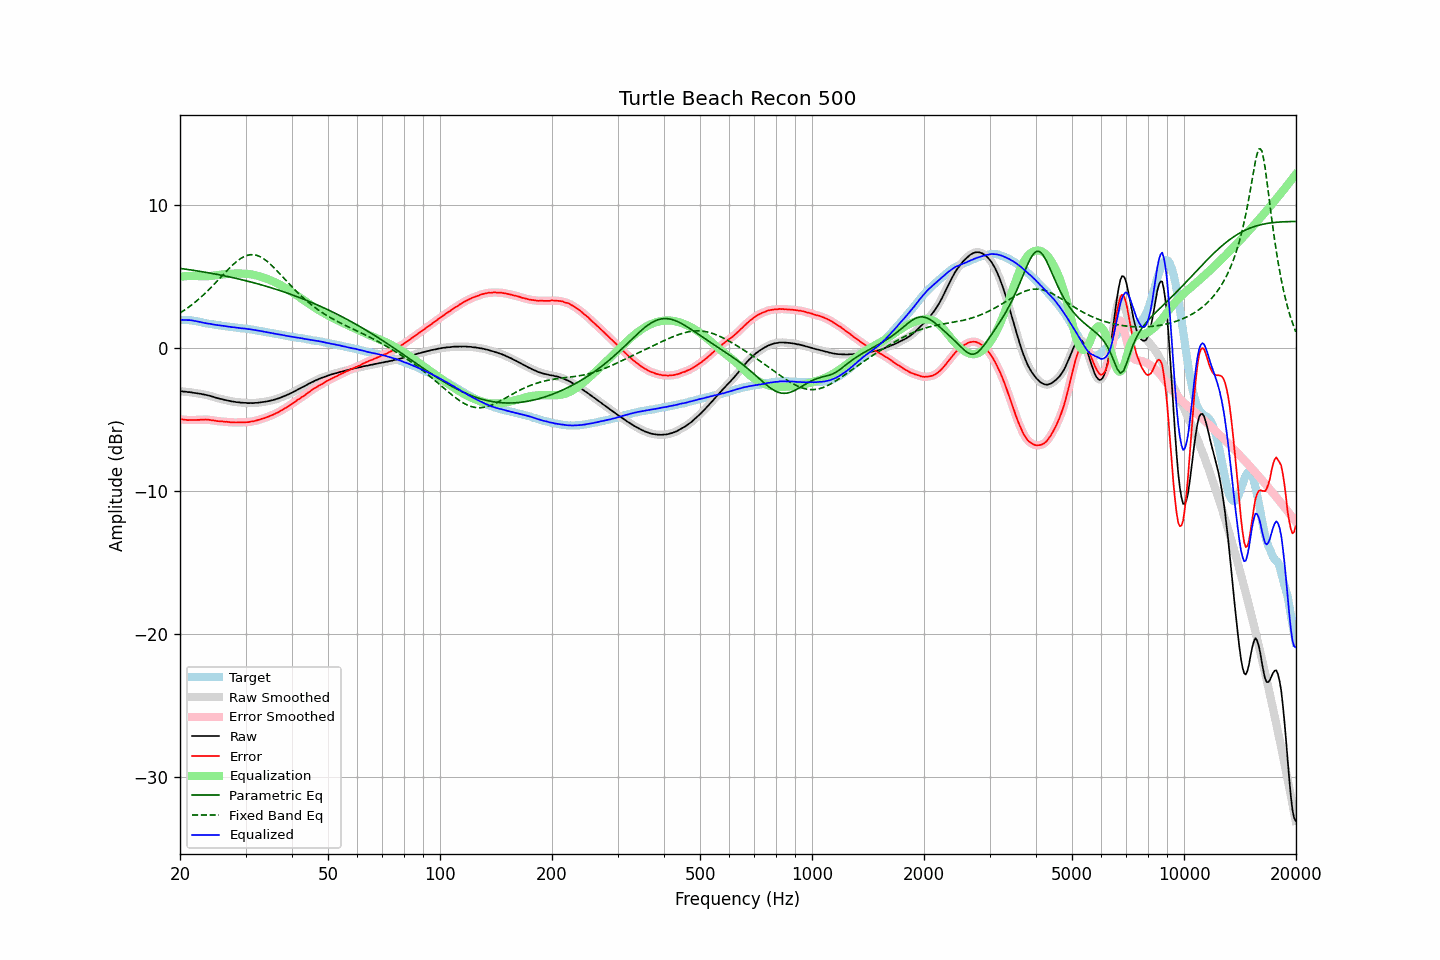 Turtle Beach Recon 500
Amplitude (dBr)
10
0
−10
−20
−30
Target
Raw Smoothed
Error Smoothed
Raw
Error
Equalization
Parametric Eq
Fixed Band Eq
Equalized
20 50 100 200 500 1000 2000 5000 10000 20000
Frequency (Hz)